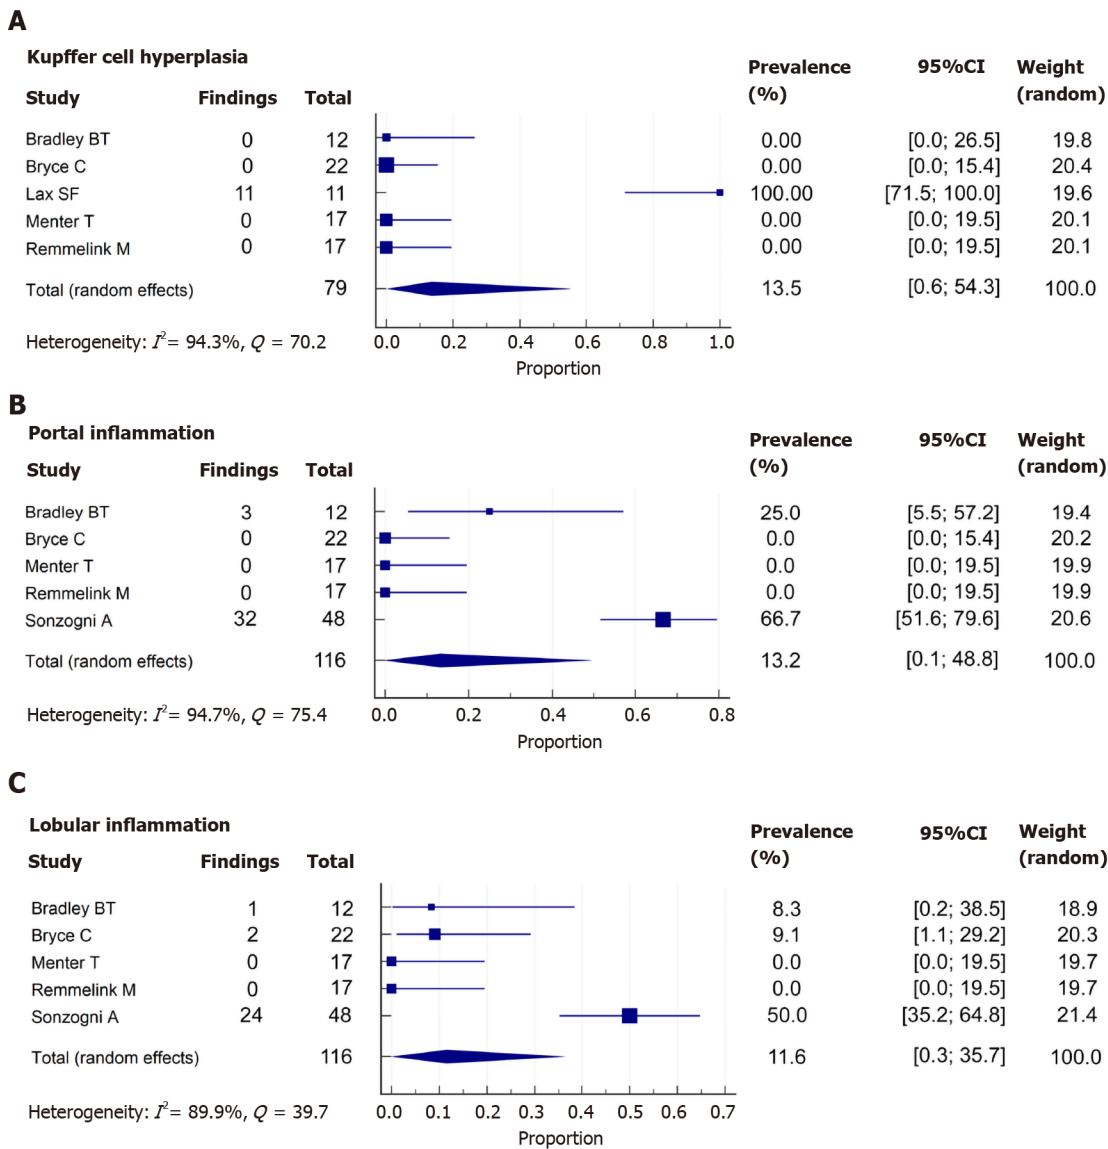 A
Kupffer cell hyperplasia
Study Findings Total Prevalence (%) 95%CI Weight (random)
Bradley BT 0 12 0.00 [0.0; 26.5] 19.8
Bryce C 0 22 0.00 [0.0; 15.4] 20.4
Lax SF 11 11 100.00 [71.5; 100.0] 19.6
Menter T 0 17 0.00 [0.0; 19.5] 20.1
Remmelink M 0 17 0.00 [0.0; 19.5] 20.1
Total (random effects) 79 13.5 [0.6; 54.3] 100.0
Heterogeneity: I²= 94.3%, Q = 70.2
0.0 0.2 0.4 0.6 0.8 1.0
Proportion
B
Portal inflammation
Study Findings Total Prevalence (%) 95%CI Weight (random)
Bradley BT 3 12 25.0 [5.5; 57.2] 19.4
Bryce C 0 22 0.0 [0.0; 15.4] 20.2
Menter T 0 17 0.0 [0.0; 19.5] 19.9
Remmelink M 0 17 0.0 [0.0; 19.5] 19.9
Sonzogni A 32 48 66.7 [51.6; 79.6] 20.6
Total (random effects) 116 13.2 [0.1; 48.8] 100.0
Heterogeneity: I²= 94.7%, Q = 75.4
0.0 0.2 0.4 0.6 0.8
Proportion
C
Lobular inflammation
Study Findings Total Prevalence (%) 95%CI Weight (random)
Bradley BT 1 12 8.3 [0.2; 38.5] 18.9
Bryce C 2 22 9.1 [1.1; 29.2] 20.3
Menter T 0 17 0.0 [0.0; 19.5] 19.7
Remmelink M 0 17 0.0 [0.0; 19.5] 19.7
Sonzogni A 24 48 50.0 [35.2; 64.8] 21.4
Total (random effects) 116 11.6 [0.3; 35.7] 100.0
Heterogeneity: I²= 89.9%, Q = 39.7
0.0 0.1 0.2 0.3 0.4 0.5 0.6 0.7
Proportion